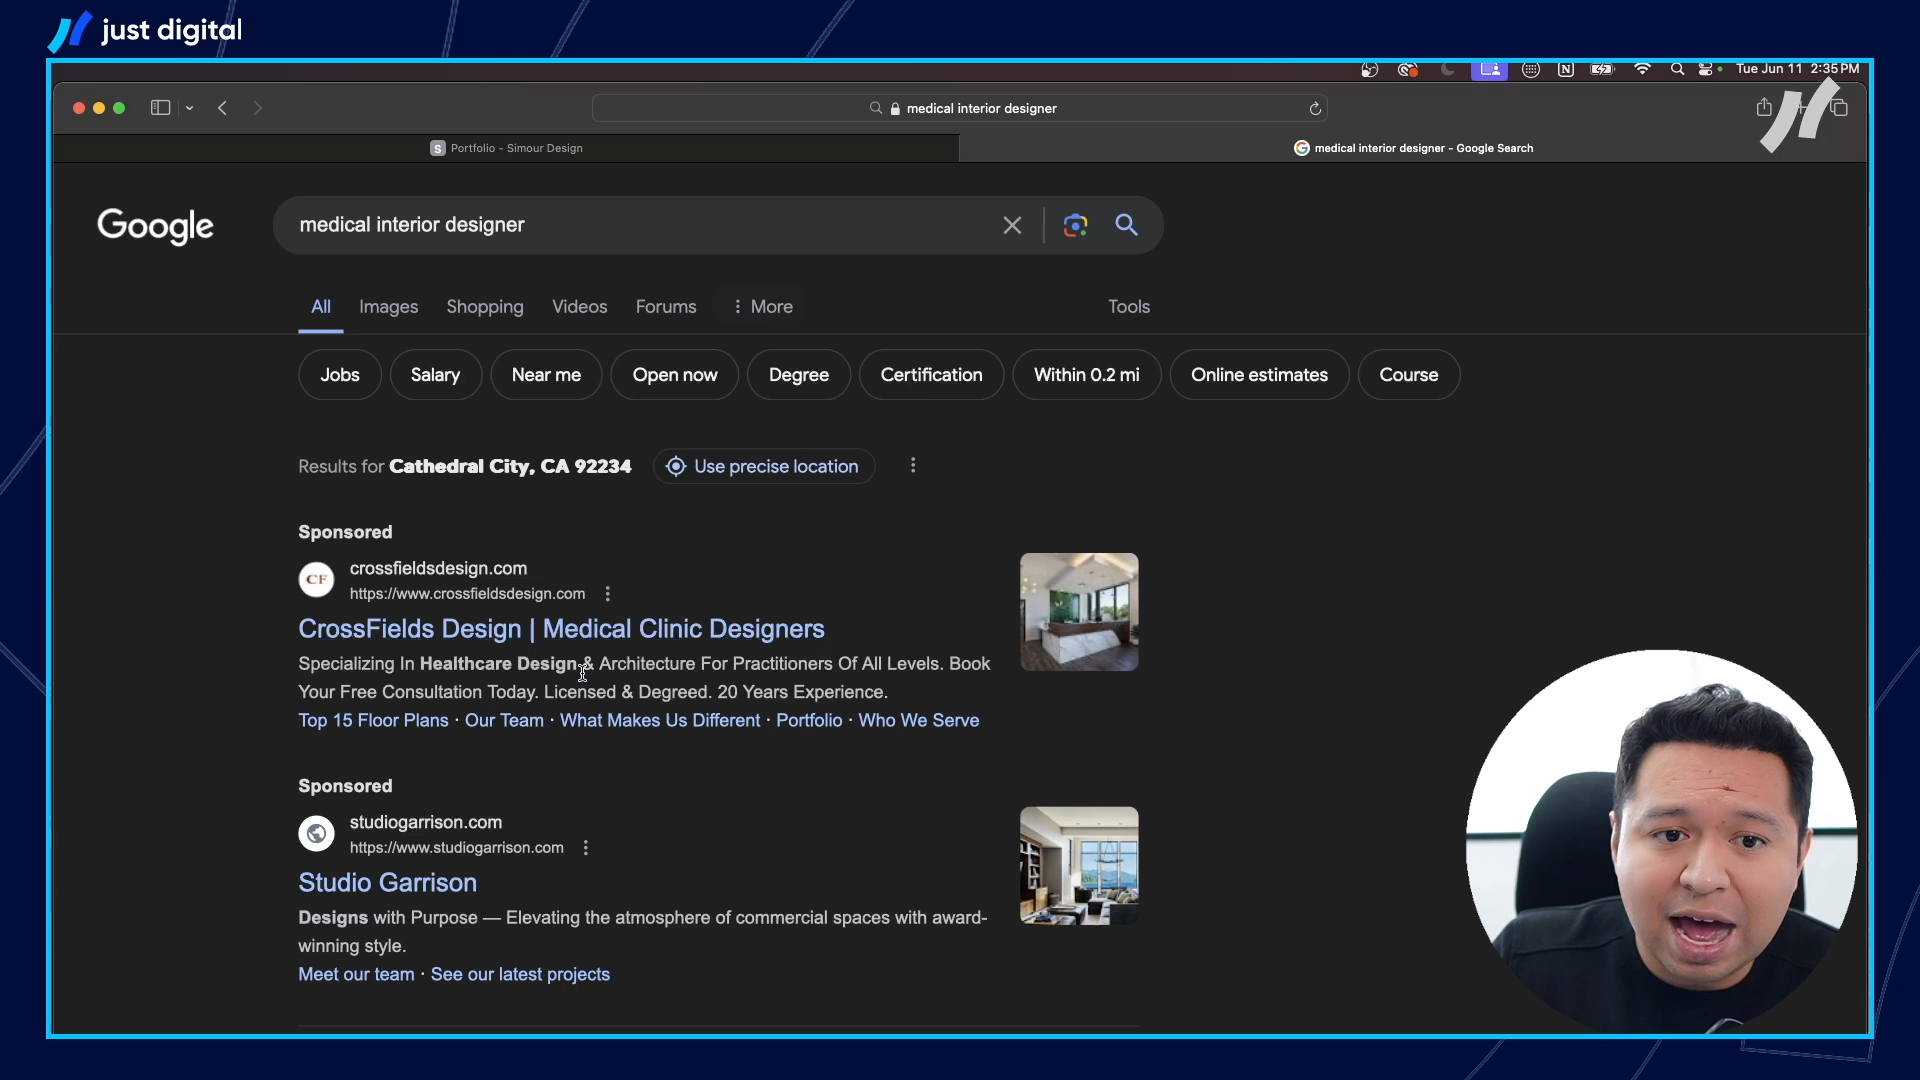 just digital
Tue Jun 11 2:35 PM
medical interior designer
S Portfolio - Simour Design
medical interior designer - Google Search
Google
medical interior designer
All Images Shopping Videos Forums More Tools
Jobs Salary Near me Open now Degree Certification Within 0.2 mi Online estimates Course
Results for Cathedral City, CA 92234 Use precise location
Sponsored
CF crossfieldsdesign.com
https://www.crossfieldsdesign.com
CrossFields Design | Medical Clinic Designers
Specializing In Healthcare Design & Architecture For Practitioners Of All Levels. Book
Your Free Consultation Today. Licensed & Degreed. 20 Years Experience.
Top 15 Floor Plans · Our Team · What Makes Us Different · Portfolio · Who We Serve
Sponsored
studiogarrison.com
https://www.studiogarrison.com
Studio Garrison
Designs with Purpose — Elevating the atmosphere of commercial spaces with award-
winning style.
Meet our team · See our latest projects